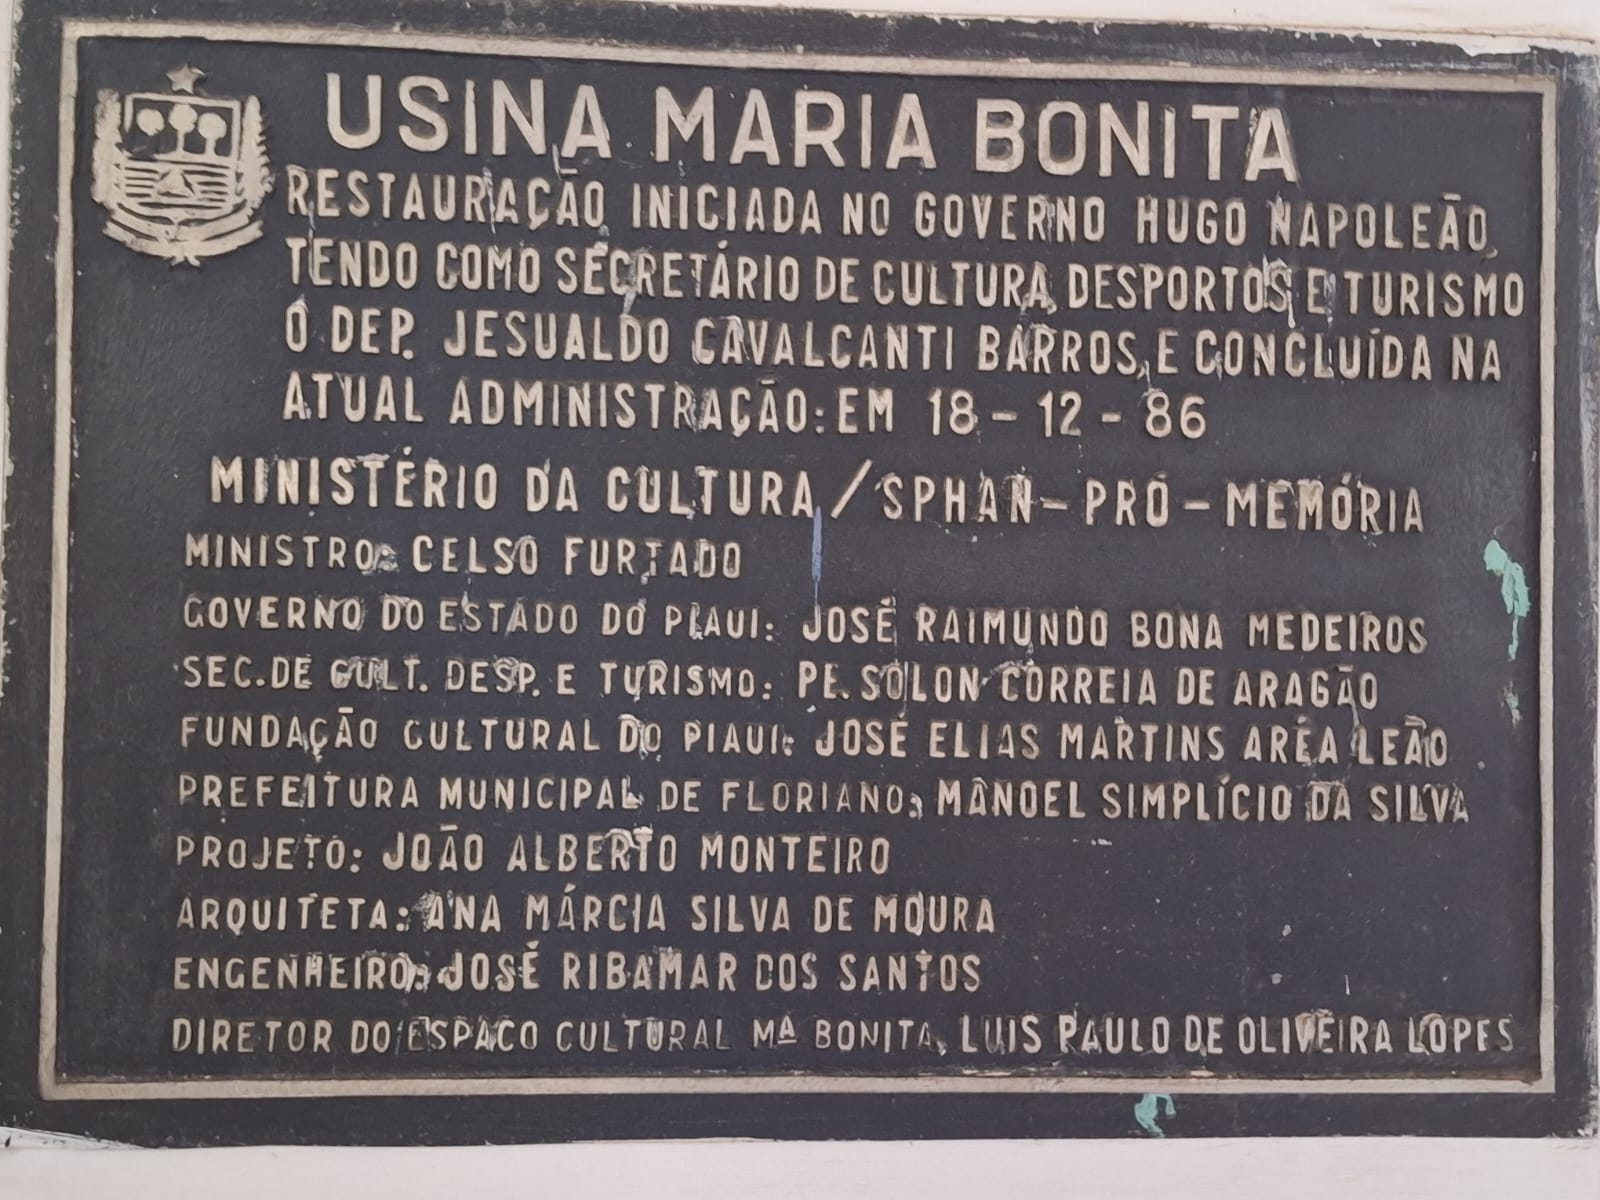 USINA MARIA BONITA
RESTAURAÇÃO INICIADA NO GOVERNO HUGO NAPOLEÃO,
TENDO COMO SECRETÁRIO DE CULTURA, DESPORTOS E TURISMO
O DEP. JESUALDO CAVALCANTI BARROS, E CONCLUÍDA NA
ATUAL ADMINISTRAÇÃO: EM 18 - 12 - 86
MINISTÉRIO DA CULTURA / SPHAN - PRÓ - MEMÓRIA
MINISTRO: CELSO FURTADO
GOVERNO DO ESTADO DO PIAUI: JOSÉ RAIMUNDO BONA MEDEIROS
SEC. DE CULT. DESP. E TURISMO: PE. SOLON CORREIA DE ARAGÃO
FUNDAÇÃO CULTURAL DO PIAUI: JOSÉ ELIAS MARTINS ARÊA LEÃO
PREFEITURA MUNICIPAL DE FLORIANO: MANOEL SIMPLÍCIO DA SILVA
PROJETO: JOÃO ALBERTO MONTEIRO
ARQUITETA: ANA MÁRCIA SILVA DE MOURA
ENGENHEIRO: JOSÉ RIBAMAR DOS SANTOS
DIRETOR DO ESPAÇO CULTURAL Mª BONITA: LUIS PAULO DE OLIVEIRA LOPES